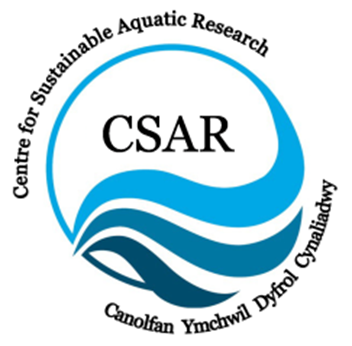 Centre for Sustainable Aquatic Research
CSAR
Canolfan Ymchwil Dyfrol Cynaliadwy